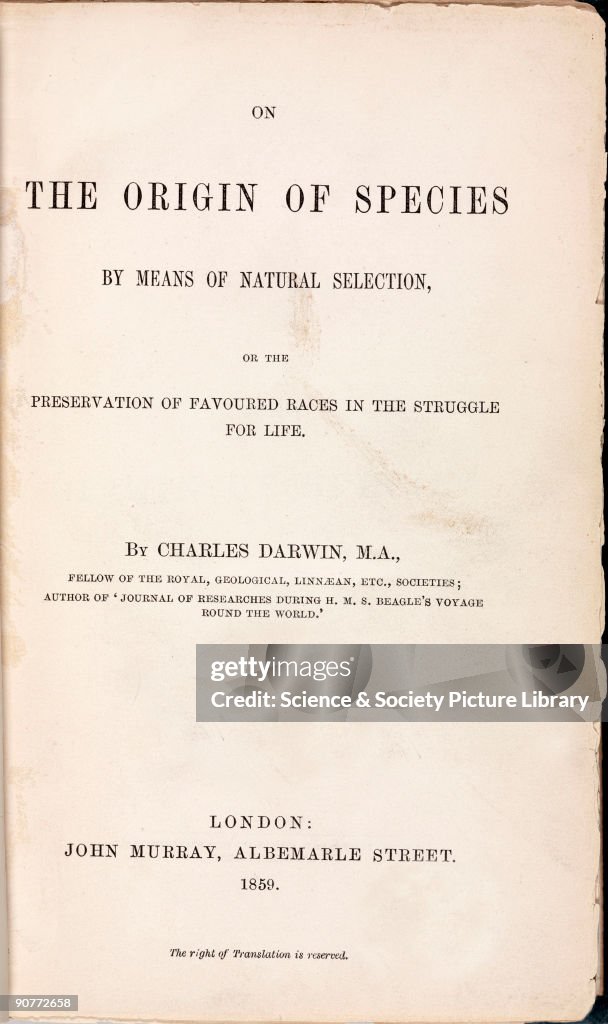 ON
THE ORIGIN OF SPECIES
BY MEANS OF NATURAL SELECTION,
OR THE
PRESERVATION OF FAVOURED RACES IN THE STRUGGLE
FOR LIFE.
BY CHARLES DARWIN, M.A.,
FELLOW OF THE ROYAL, GEOLOGICAL, LINNÆAN, ETC., SOCIETIES;
AUTHOR OF ‘JOURNAL OF RESEARCHES DURING H. M. S. BEAGLE’S VOYAGE
ROUND THE WORLD.’
gettyimages®
Credit: Science & Society Picture Library
LONDON:
JOHN MURRAY, ALBEMARLE STREET.
1859.
The right of Translation is reserved.
90772658